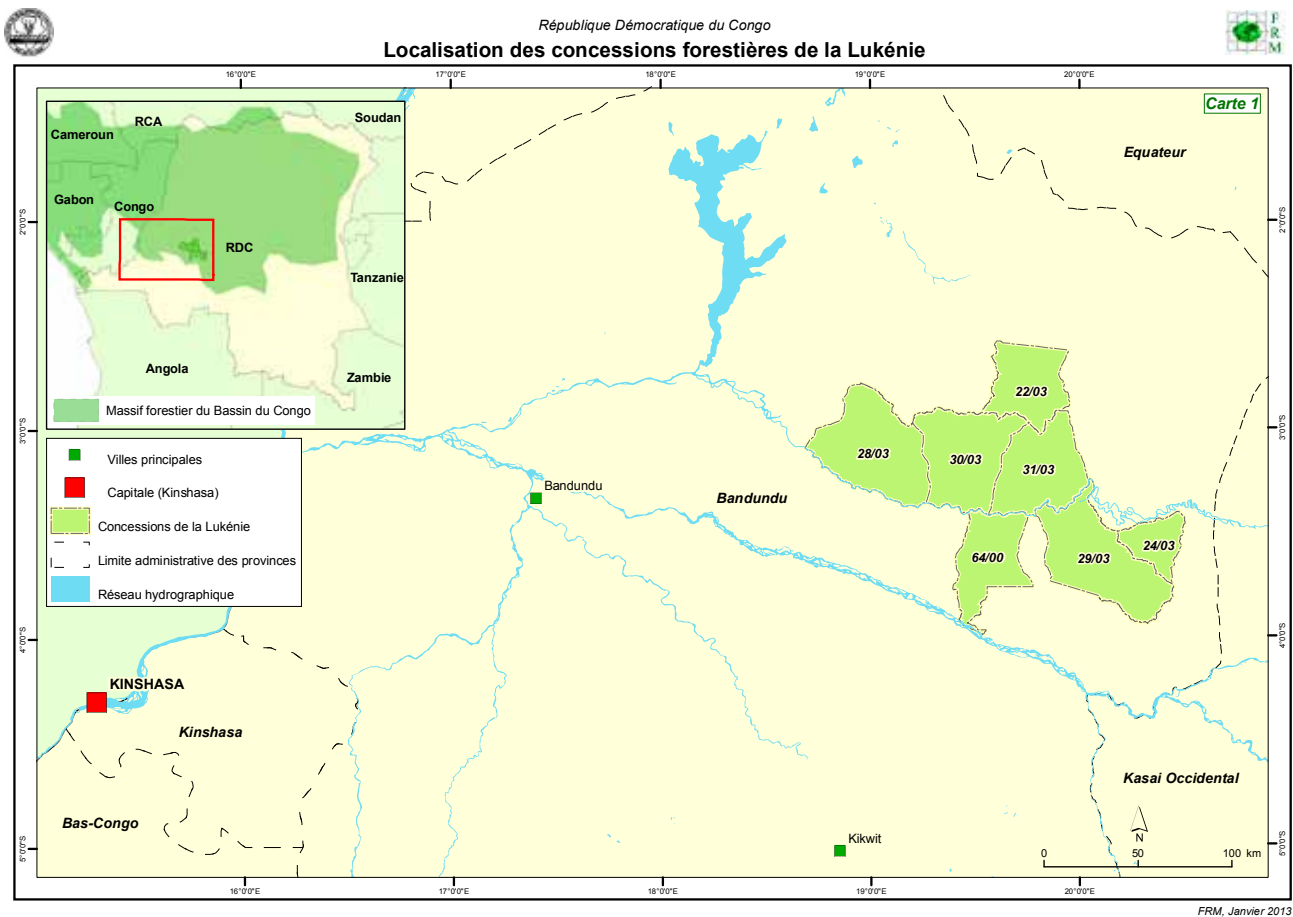 République Démocratique du Congo
Localisation des concessions forestières de la Lukénie
F
R
M
16°0'0"E 17°0'0"E 18°0'0"E 19°0'0"E 20°0'0"E
Carte 1
RCA
Soudan
Cameroun
Equateur
Gabon
Congo
2°0'0"S
2°0'0"S
RDC
Tanzanie
Angola
Zambie
Massif forestier du Bassin du Congo
22/03
3°0'0"S
3°0'0"S
28/03
30/03
31/03
Villes principales
Capitale (Kinshasa)
Concessions de la Lukénie
Limite administrative des provinces
Réseau hydrographique
Bandundu
Bandundu
24/03
64/00
29/03
4°0'0"S
4°0'0"S
KINSHASA
Kinshasa
Kasai Occidental
Bas-Congo
N
Kikwit
0 50 100 km
5°0'0"S
5°0'0"S
16°0'0"E 17°0'0"E 18°0'0"E 19°0'0"E 20°0'0"E
FRM, Janvier 2013